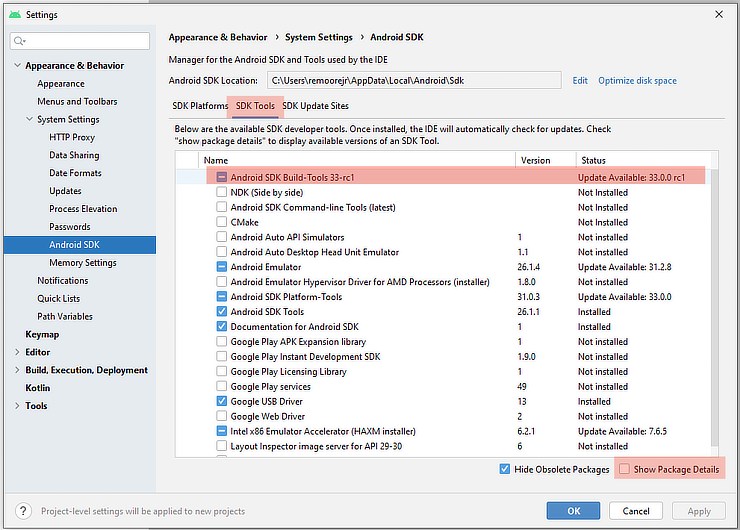 Settings
Appearance & Behavior › System Settings › Android SDK
Manager for the Android SDK and Tools used by the IDE
Android SDK Location: C:\Users\remoorejr\AppData\Local\Android\Sdk Edit Optimize disk space
SDK Platforms SDK Tools SDK Update Sites
Below are the available SDK developer tools. Once installed, the IDE will automatically check for updates. Check
"show package details" to display available versions of an SDK Tool.
Appearance & Behavior
Appearance
Menus and Toolbars
System Settings
HTTP Proxy
Data Sharing
Date Formats
Updates
Process Elevation
Passwords
Android SDK
Memory Settings
Notifications
Quick Lists
Path Variables
Keymap
Editor
Build, Execution, Deployment
Kotlin
Tools
Name Version Status
Android SDK Build-Tools 33-rc1 Update Available: 33.0.0 rc1
NDK (Side by side) Not Installed
Android SDK Command-line Tools (latest) Not Installed
CMake Not Installed
Android Auto API Simulators 1 Not installed
Android Auto Desktop Head Unit Emulator 1.1 Not installed
Android Emulator 26.1.4 Update Available: 31.2.8
Android Emulator Hypervisor Driver for AMD Processors (installer) 1.8.0 Not installed
Android SDK Platform-Tools 31.0.3 Update Available: 33.0.0
Android SDK Tools 26.1.1 Installed
Documentation for Android SDK 1 Installed
Google Play APK Expansion library 1 Not installed
Google Play Instant Development SDK 1.9.0 Not installed
Google Play Licensing Library 1 Not installed
Google Play services 49 Not installed
Google USB Driver 13 Installed
Google Web Driver 2 Not installed
Intel x86 Emulator Accelerator (HAXM installer) 6.2.1 Update Available: 7.6.5
Layout Inspector image server for API 29-30 6 Not installed
Hide Obsolete Packages Show Package Details
? Project-level settings will be applied to new projects
OK Cancel Apply